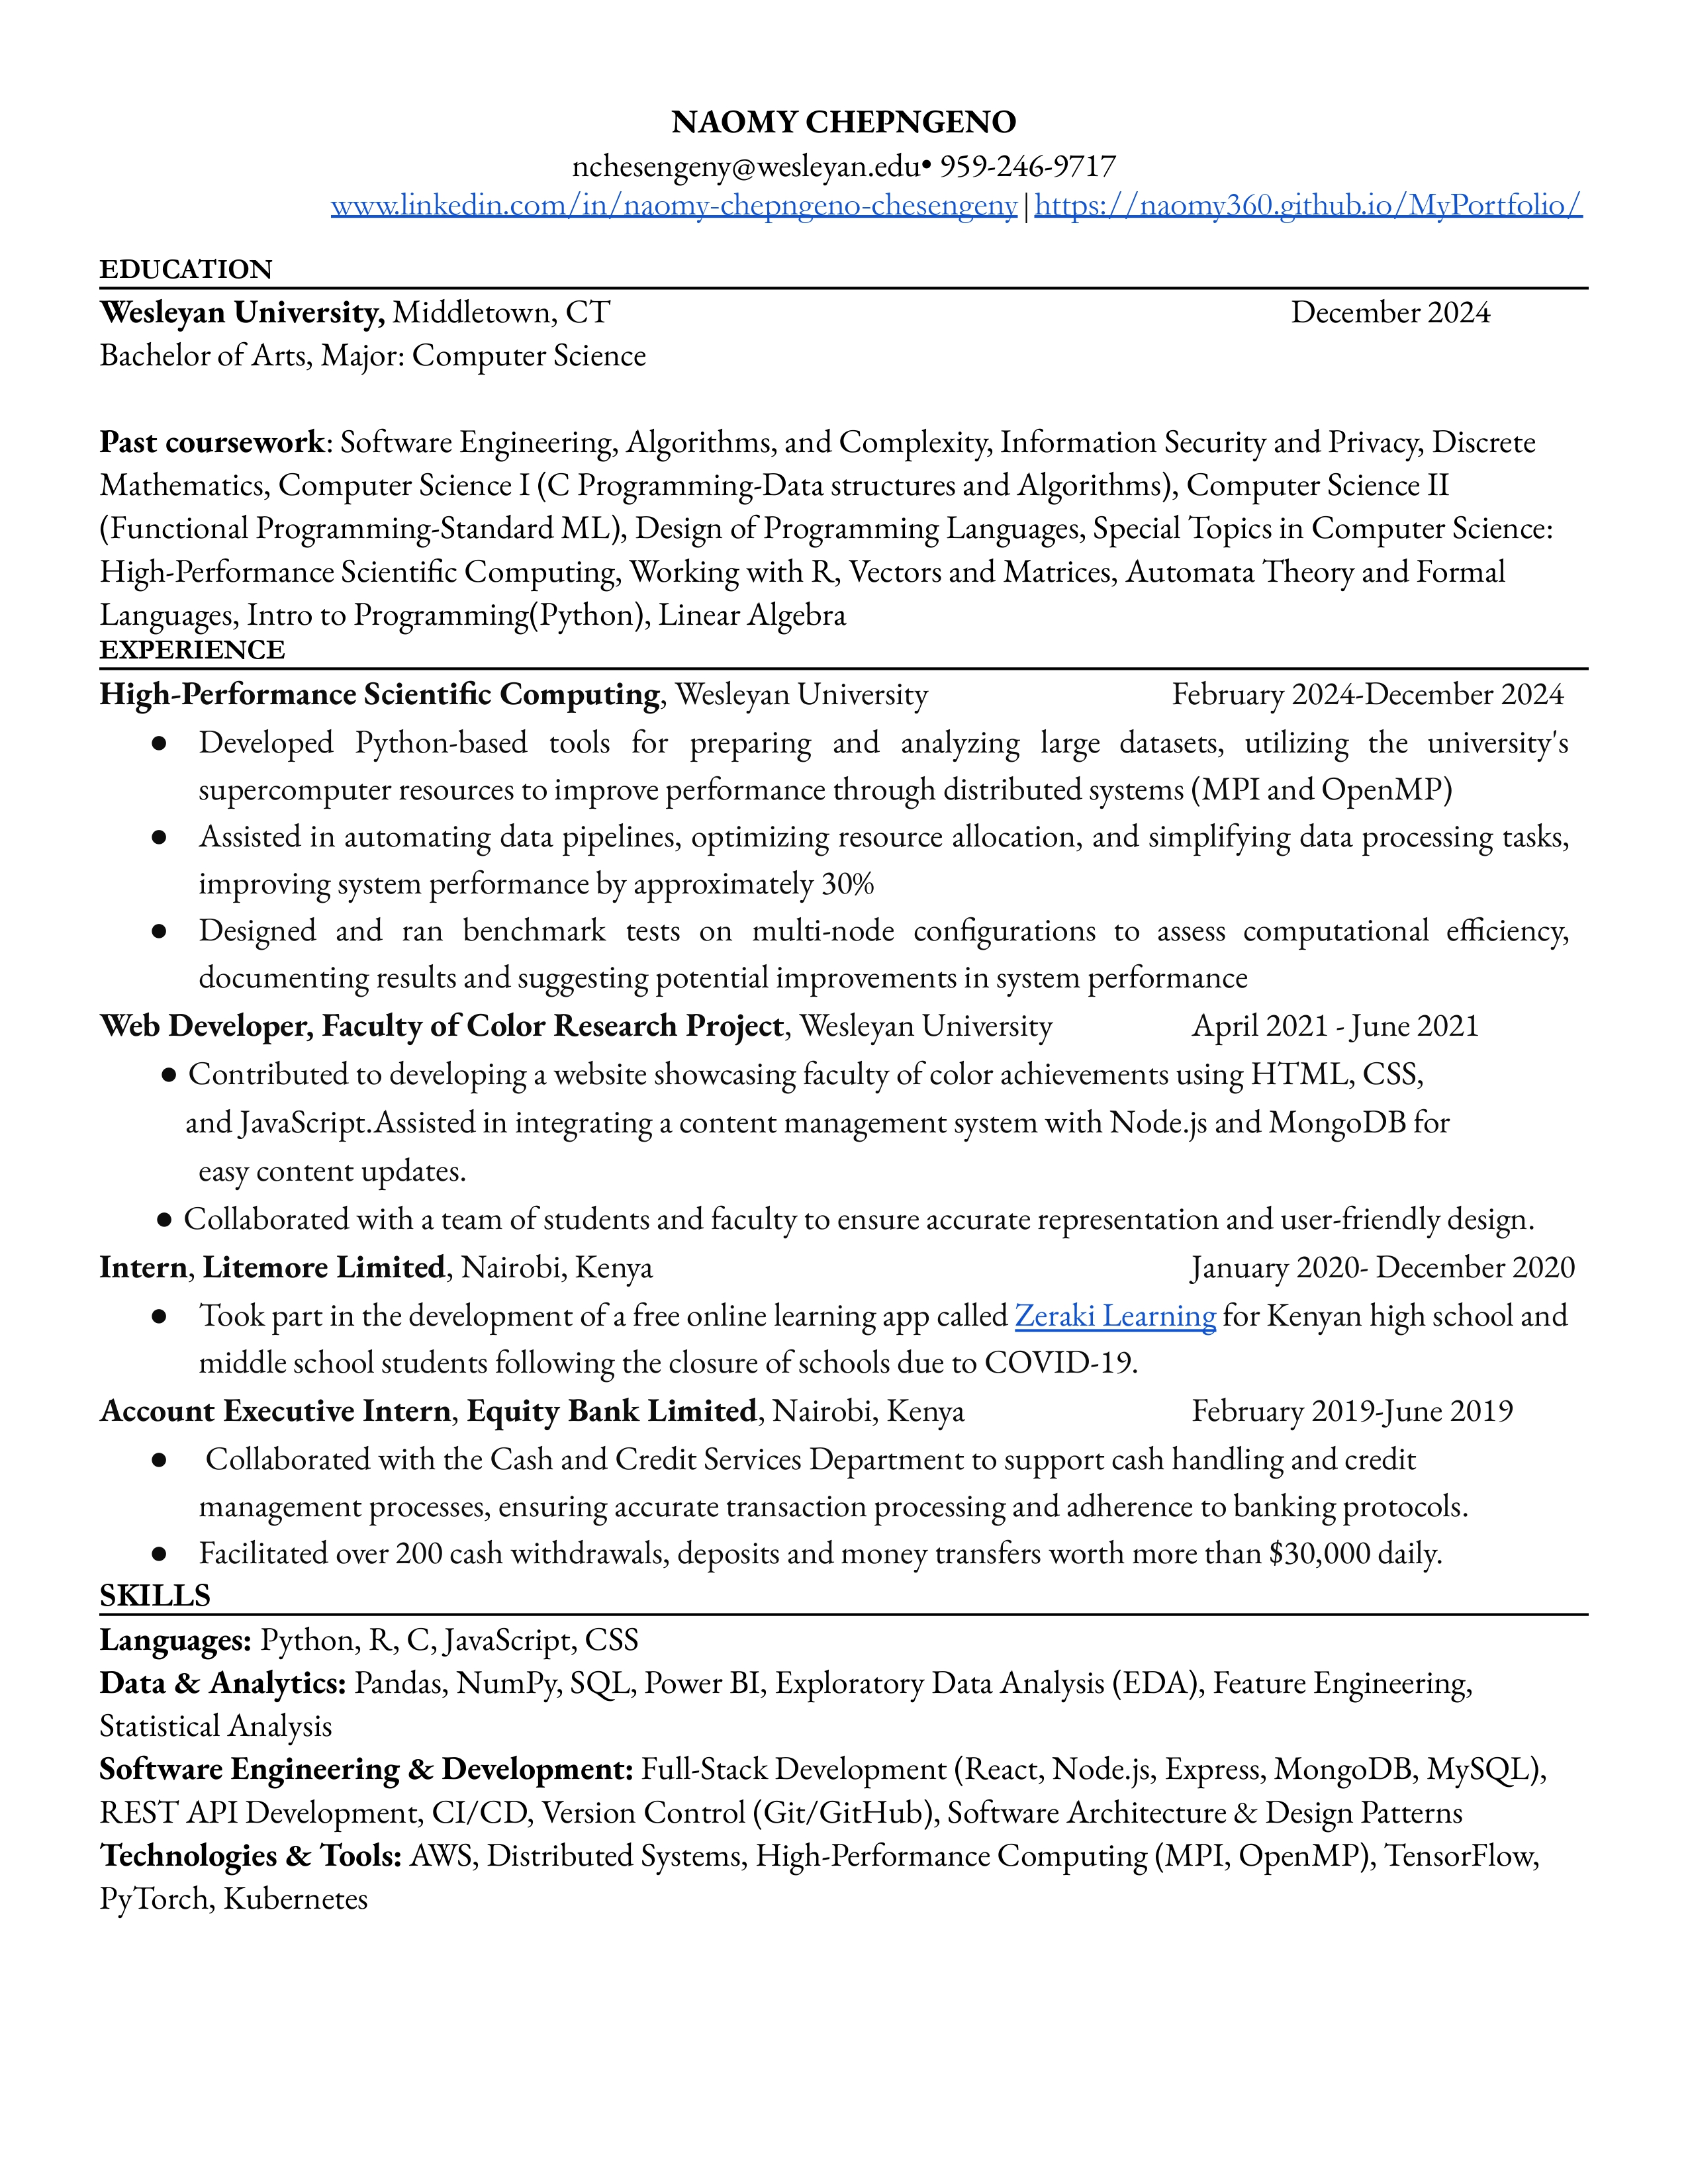 NAOMY CHEPNGENO
nchesengeny@wesleyan.edu• 959-246-9717
www.linkedin.com/in/naomy-chepngeno-chesengeny | https://naomy360.github.io/MyPortfolio/
EDUCATION
Wesleyan University, Middletown, CT December 2024
Bachelor of Arts, Major: Computer Science
Past coursework: Software Engineering, Algorithms, and Complexity, Information Security and Privacy, Discrete
Mathematics, Computer Science I (C Programming-Data structures and Algorithms), Computer Science II
(Functional Programming-Standard ML), Design of Programming Languages, Special Topics in Computer Science:
High-Performance Scientific Computing, Working with R, Vectors and Matrices, Automata Theory and Formal
Languages, Intro to Programming(Python), Linear Algebra
EXPERIENCE
High-Performance Scientific Computing, Wesleyan University February 2024-December 2024
● Developed Python-based tools for preparing and analyzing large datasets, utilizing the university's
supercomputer resources to improve performance through distributed systems (MPI and OpenMP)
● Assisted in automating data pipelines, optimizing resource allocation, and simplifying data processing tasks,
improving system performance by approximately 30%
● Designed and ran benchmark tests on multi-node configurations to assess computational efficiency,
documenting results and suggesting potential improvements in system performance
Web Developer, Faculty of Color Research Project, Wesleyan University April 2021 - June 2021
● Contributed to developing a website showcasing faculty of color achievements using HTML, CSS,
and JavaScript.Assisted in integrating a content management system with Node.js and MongoDB for
easy content updates.
● Collaborated with a team of students and faculty to ensure accurate representation and user-friendly design.
Intern, Litemore Limited, Nairobi, Kenya January 2020- December 2020
● Took part in the development of a free online learning app called Zeraki Learning for Kenyan high school and
middle school students following the closure of schools due to COVID-19.
Account Executive Intern, Equity Bank Limited, Nairobi, Kenya February 2019-June 2019
● Collaborated with the Cash and Credit Services Department to support cash handling and credit
management processes, ensuring accurate transaction processing and adherence to banking protocols.
● Facilitated over 200 cash withdrawals, deposits and money transfers worth more than $30,000 daily.
SKILLS
Languages: Python, R, C, JavaScript, CSS
Data & Analytics: Pandas, NumPy, SQL, Power BI, Exploratory Data Analysis (EDA), Feature Engineering,
Statistical Analysis
Software Engineering & Development: Full-Stack Development (React, Node.js, Express, MongoDB, MySQL),
REST API Development, CI/CD, Version Control (Git/GitHub), Software Architecture & Design Patterns
Technologies & Tools: AWS, Distributed Systems, High-Performance Computing (MPI, OpenMP), TensorFlow,
PyTorch, Kubernetes